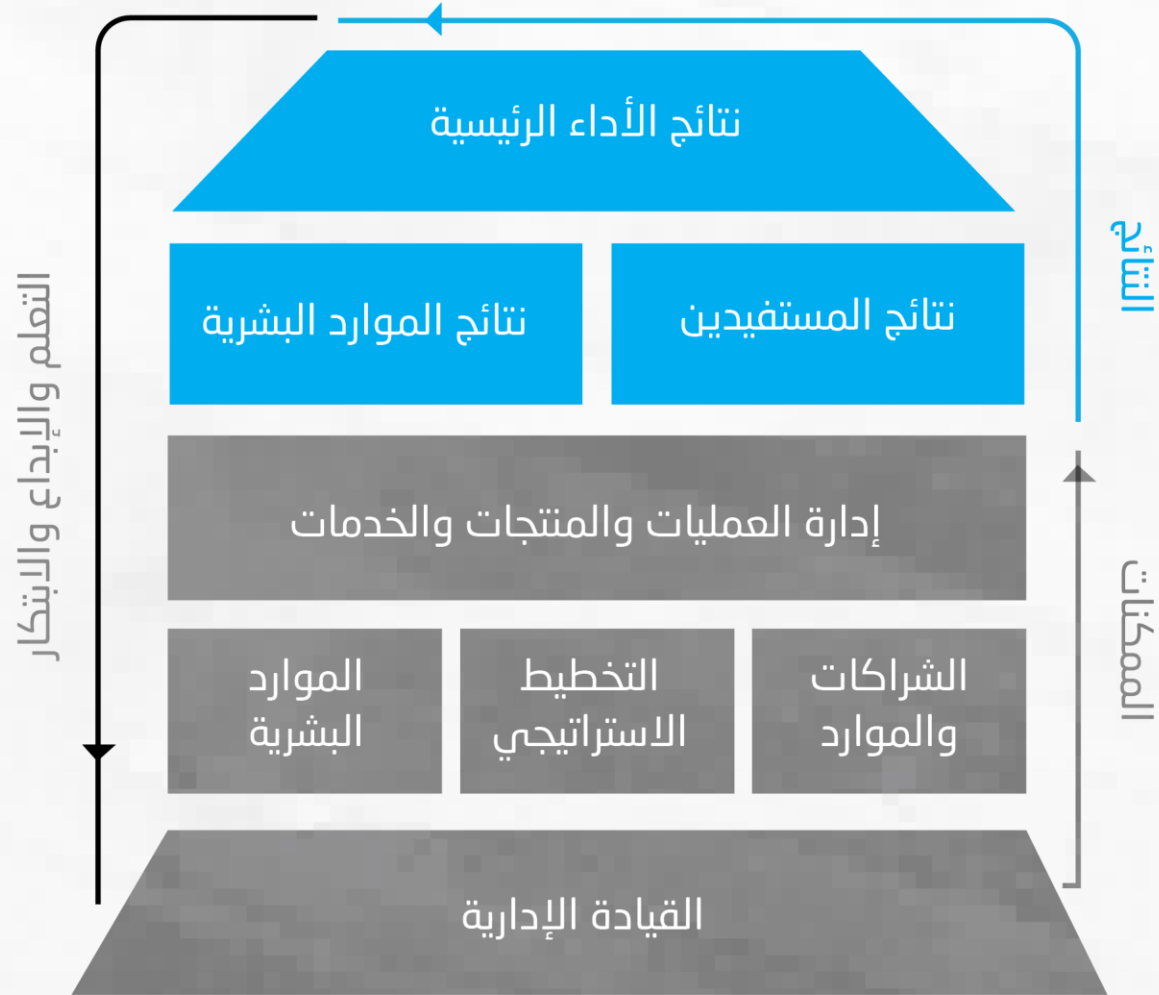 نتائج الأداء الرئيسية
النتائج
نتائج المستفيدين
نتائج الموارد البشرية
إدارة العمليات والمنتجات والخدمات
الممكنات
الشراكات
والموارد
التخطيط
الاستراتيجي
الموارد
البشرية
القيادة الإدارية
التعلم والإبداع والابتكار